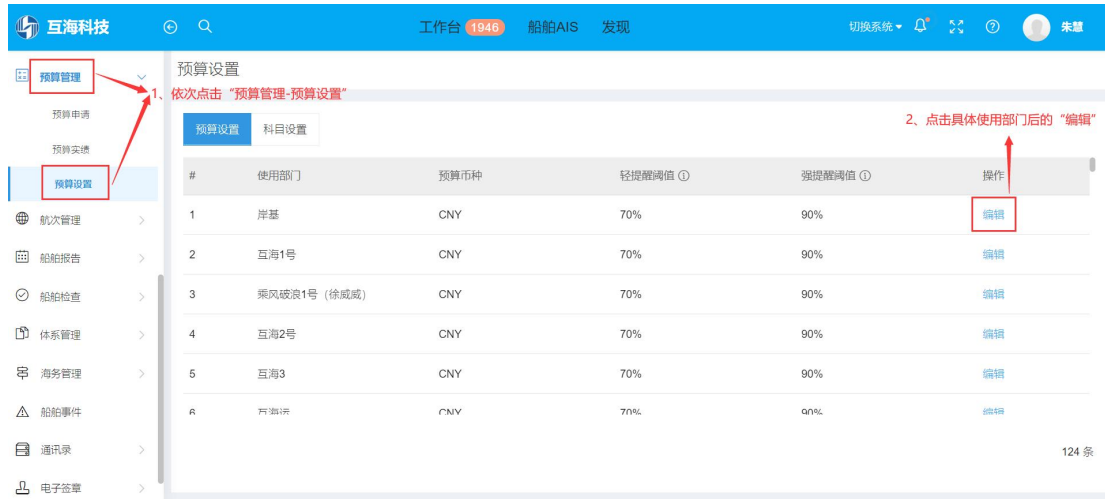 互海科技
工作台 1946 船舶AIS 发现
切换系统 朱慧
预算管理
预算申请
预算实绩
预算设置
航次管理
船舶报告
船舶检查
体系管理
海务管理
船舶事件
通讯录
电子签章
预算设置
1、依次点击“预算管理-预算设置”
预算设置 科目设置
2、点击具体使用部门后的“编辑”
# 使用部门 预算币种 轻提醒阈值 强提醒阈值 操作
1 岸基 CNY 70% 90% 编辑
2 互海1号 CNY 70% 90% 编辑
3 乘风破浪1号（徐威威） CNY 70% 90% 编辑
4 互海2号 CNY 70% 90% 编辑
5 互海3 CNY 70% 90% 编辑
6 互海运 CNY 70% 90% 编辑
124 条